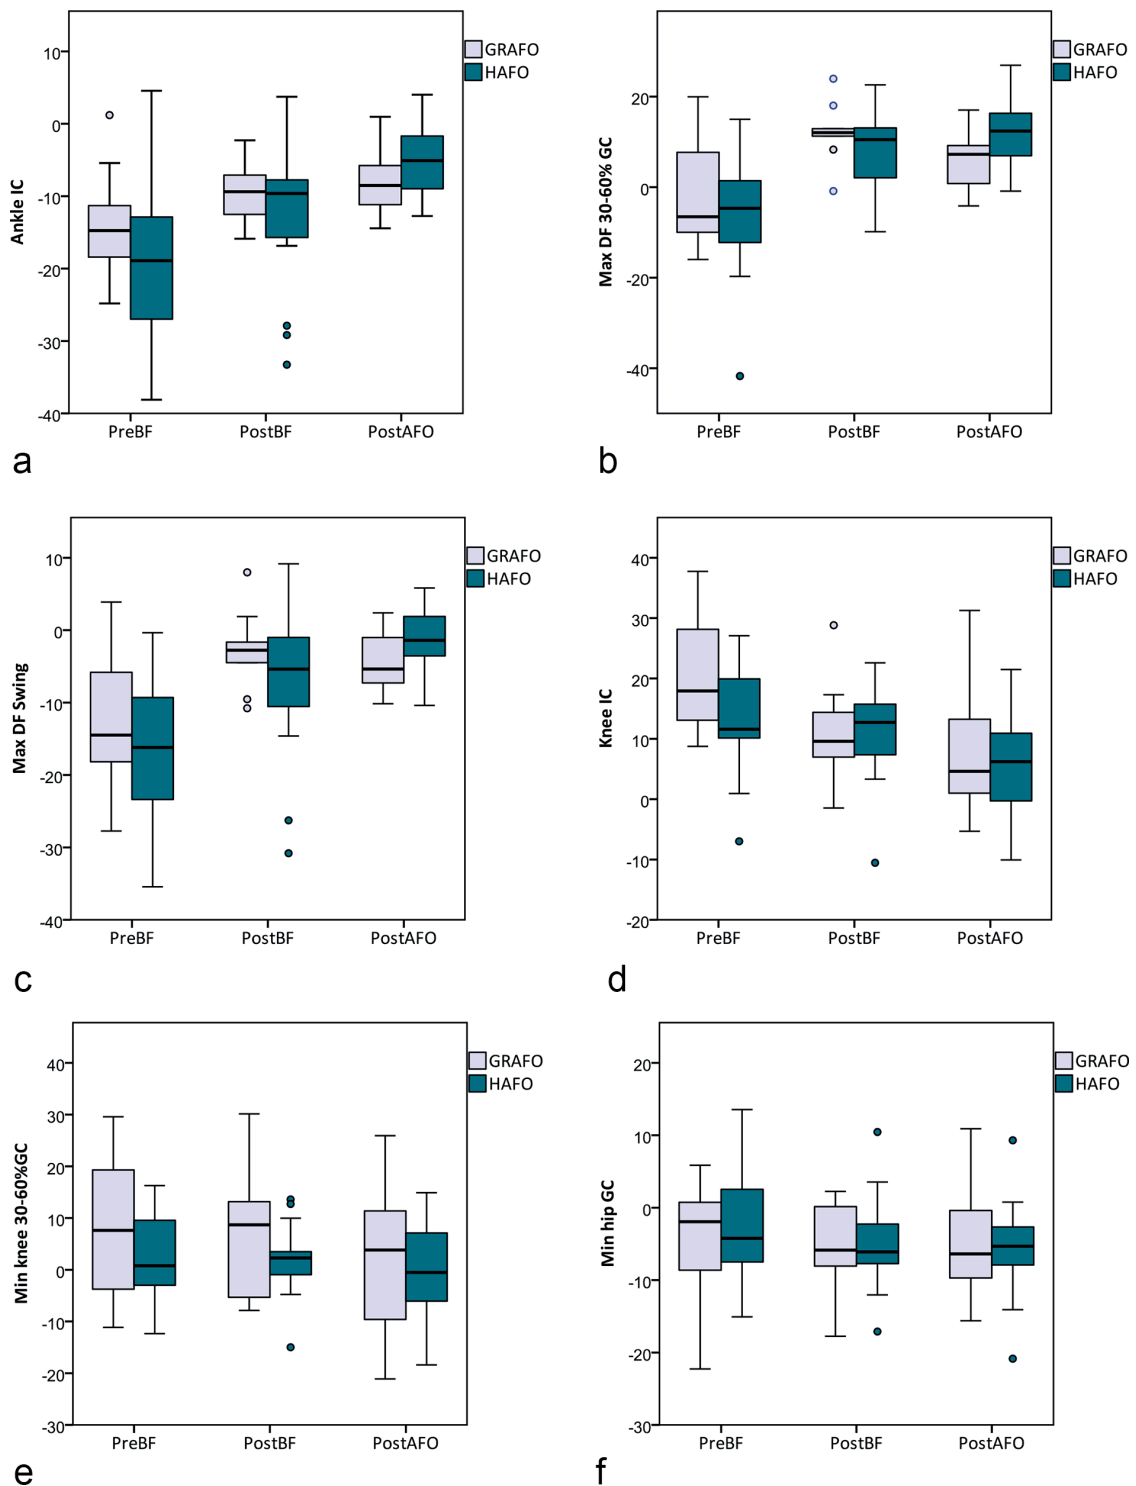 10
0
-10
-20
-30
-40
Ankle IC
PreBF PostBF PostAFO
GRAFO
HAFO
a
20
0
-20
-40
Max DF 30-60% GC
PreBF PostBF PostAFO
GRAFO
HAFO
b
10
0
-10
-20
-30
-40
Max DF Swing
PreBF PostBF PostAFO
GRAFO
HAFO
c
40
30
20
10
0
-10
-20
Knee IC
PreBF PostBF PostAFO
GRAFO
HAFO
d
40
30
20
10
0
-10
-20
-30
Min knee 30-60%GC
PreBF PostBF PostAFO
GRAFO
HAFO
e
20
10
0
-10
-20
-30
Min hip GC
PreBF PostBF PostAFO
GRAFO
HAFO
f